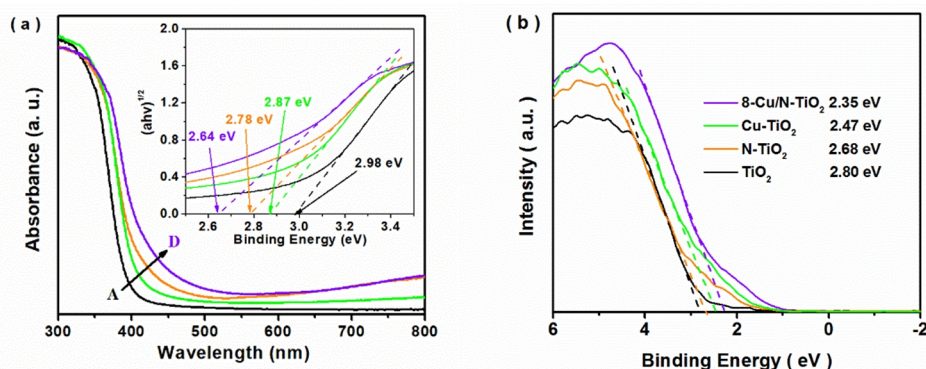 ( a )
Absorbance (a. u.)
300 400 500 600 700 800
Wavelength (nm)
A
D
(ahv)1/2
2.0
1.6
1.2
0.8
0.4
0.0
2.6 2.8 3.0 3.2 3.4
Binding Energy (eV)
2.87 eV
2.78 eV
2.64 eV
2.98 eV
( b )
Intensity (a.u.)
8-Cu/N-TiO2 2.35 eV
Cu-TiO2 2.47 eV
N-TiO2 2.68 eV
TiO2 2.80 eV
6 4 2 0 -2
Binding Energy ( eV )